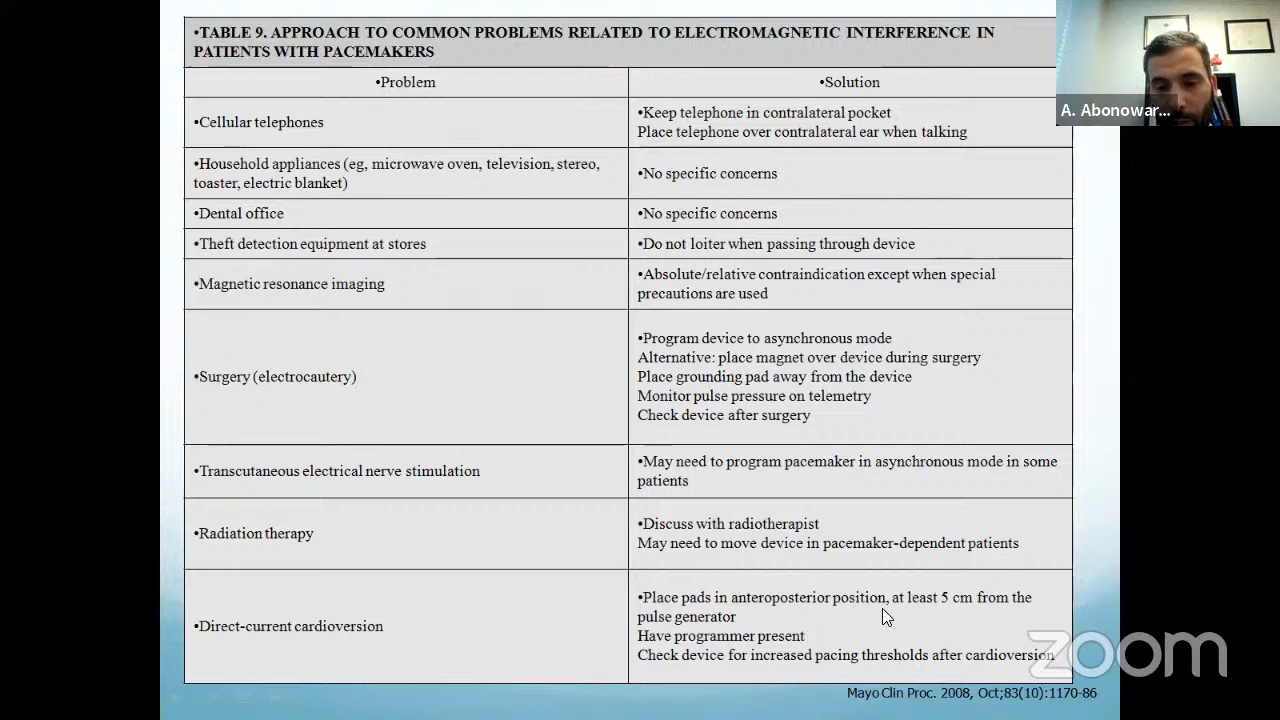 •TABLE 9. APPROACH TO COMMON PROBLEMS RELATED TO ELECTROMAGNETIC INTERFERENCE IN
PATIENTS WITH PACEMAKERS
•Problem
•Solution
•Cellular telephones
•Keep telephone in contralateral pocket
Place telephone over contralateral ear when talking
•Household appliances (eg, microwave oven, television, stereo,
toaster, electric blanket)
•No specific concerns
•Dental office
•No specific concerns
•Theft detection equipment at stores
•Do not loiter when passing through device
•Magnetic resonance imaging
•Absolute/relative contraindication except when special
precautions are used
•Surgery (electrocautery)
•Program device to asynchronous mode
Alternative: place magnet over device during surgery
Place grounding pad away from the device
Monitor pulse pressure on telemetry
Check device after surgery
•Transcutaneous electrical nerve stimulation
•May need to program pacemaker in asynchronous mode in some
patients
•Radiation therapy
•Discuss with radiotherapist
May need to move device in pacemaker-dependent patients
•Direct-current cardioversion
•Place pads in anteroposterior position, at least 5 cm from the
pulse generator
Have programmer present
Check device for increased pacing thresholds after cardioversion
Mayo Clin Proc. 2008, Oct;83(10):1170-86
A. Abonowar...
zoom